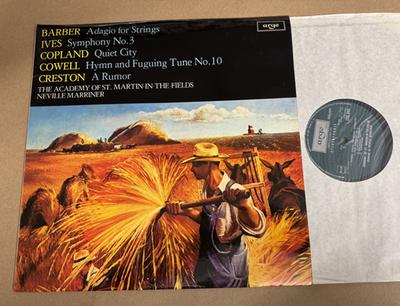 BARBER Adagio for Strings
IVES Symphony No.3
COPLAND Quiet City
COWELL Hymn and Fuguing Tune No.10
CRESTON A Rumor
THE ACADEMY OF ST. MARTIN-IN-THE-FIELDS
NEVILLE MARRINER
argo
argo